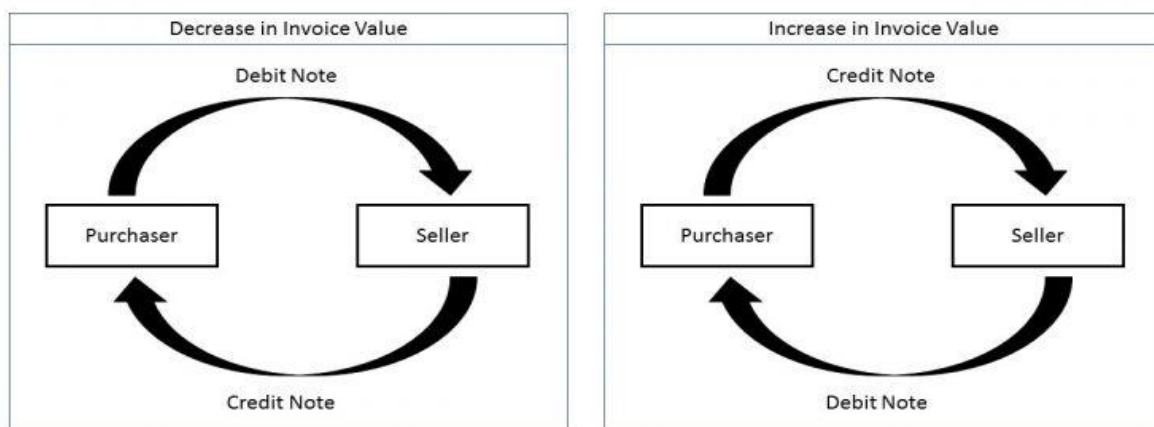 Decrease in Invoice Value
Debit Note
Purchaser
Seller
Credit Note
Increase in Invoice Value
Credit Note
Purchaser
Seller
Debit Note